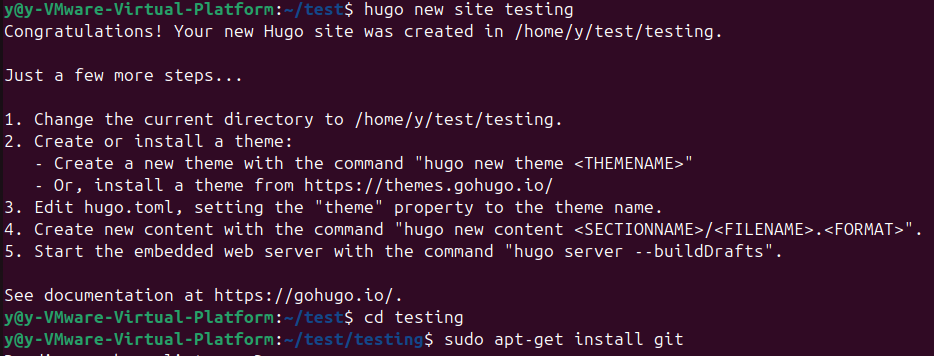 y@y-VMware-Virtual-Platform:~/test$ hugo new site testing
Congratulations! Your new Hugo site was created in /home/y/test/testing.
Just a few more steps...
1. Change the current directory to /home/y/test/testing.
2. Create or install a theme:
- Create a new theme with the command "hugo new theme <THEMENAME>"
- Or, install a theme from https://themes.gohugo.io/
3. Edit hugo.toml, setting the "theme" property to the theme name.
4. Create new content with the command "hugo new content <SECTIONNAME>/<FILENAME>.<FORMAT>".
5. Start the embedded web server with the command "hugo server --buildDrafts".
See documentation at https://gohugo.io/.
y@y-VMware-Virtual-Platform:~/test$ cd testing
y@y-VMware-Virtual-Platform:~/test/testing$ sudo apt-get install git